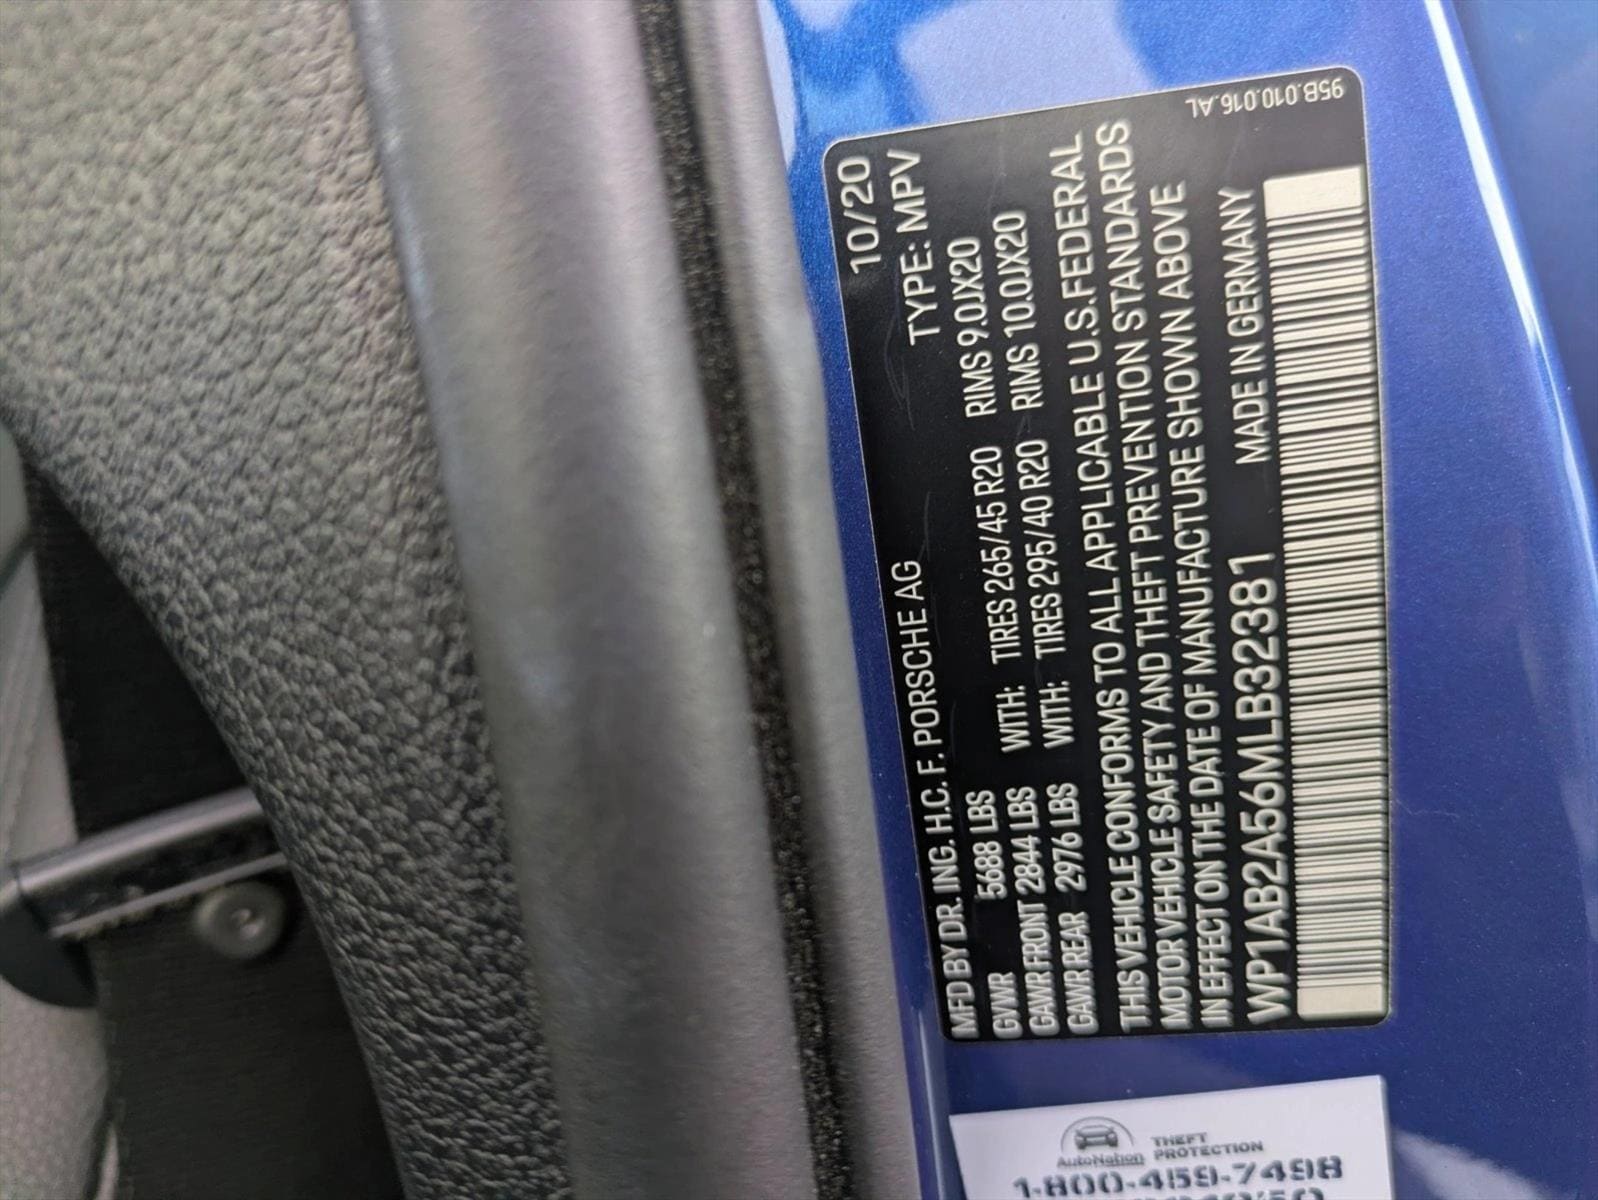 MFD BY DR. ING. H.C. F. PORSCHE AG 10/20
GVWR 5688 LBS TYPE: MPV
GAWR FRONT 2844 LBS WITH: TIRES 265/45 R20 RIMS 9.0JX20
GAWR REAR 2976 LBS WITH: TIRES 295/40 R20 RIMS 10.0JX20
THIS VEHICLE CONFORMS TO ALL APPLICABLE U.S.FEDERAL
MOTOR VEHICLE SAFETY AND THEFT PREVENTION STANDARDS
IN EFFECT ON THE DATE OF MANUFACTURE SHOWN ABOVE
WP1AB2A56MLB32381 MADE IN GERMANY
95B.010.016.AL
AutoNation
THEFT
PROTECTION
1-800-459-7498